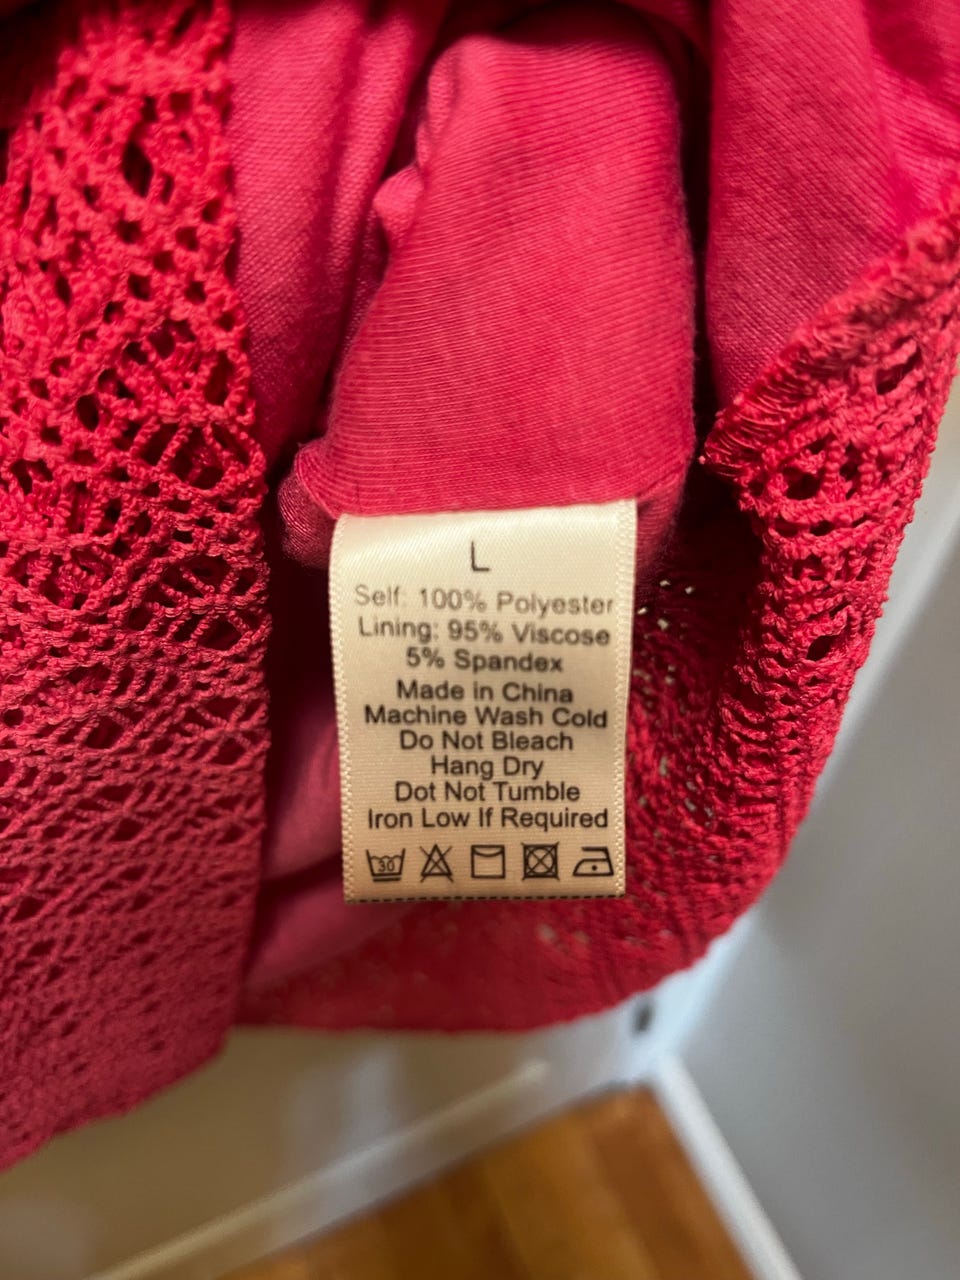 L
Self: 100% Polyester
Lining: 95% Viscose
5% Spandex
Made in China
Machine Wash Cold
Do Not Bleach
Hang Dry
Dot Not Tumble
Iron Low If Required
30